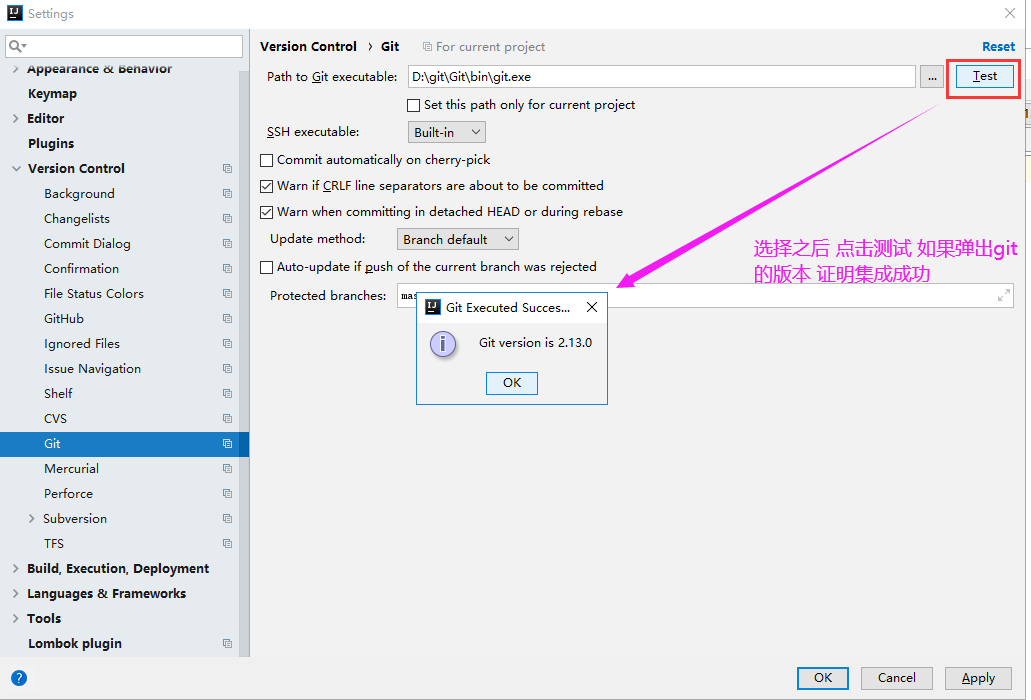 Settings
Appearance & Behavior
Keymap
Editor
Plugins
Version Control
Background
Changelists
Commit Dialog
Confirmation
File Status Colors
GitHub
Ignored Files
Issue Navigation
Shelf
CVS
Git
Mercurial
Perforce
Subversion
TFS
Build, Execution, Deployment
Languages & Frameworks
Tools
Lombok plugin
Version Control › Git For current project Reset
Path to Git executable: D:\git\Git\bin\git.exe ... Test
Set this path only for current project
SSH executable: Built-in
Commit automatically on cherry-pick
Warn if CRLF line separators are about to be committed
Warn when committing in detached HEAD or during rebase
Update method: Branch default
Auto-update if push of the current branch was rejected
Protected branches:
选择之后 点击测试 如果弹出git
的版本 证明集成成功
Git Executed Succes...
Git version is 2.13.0
OK
? OK Cancel Apply